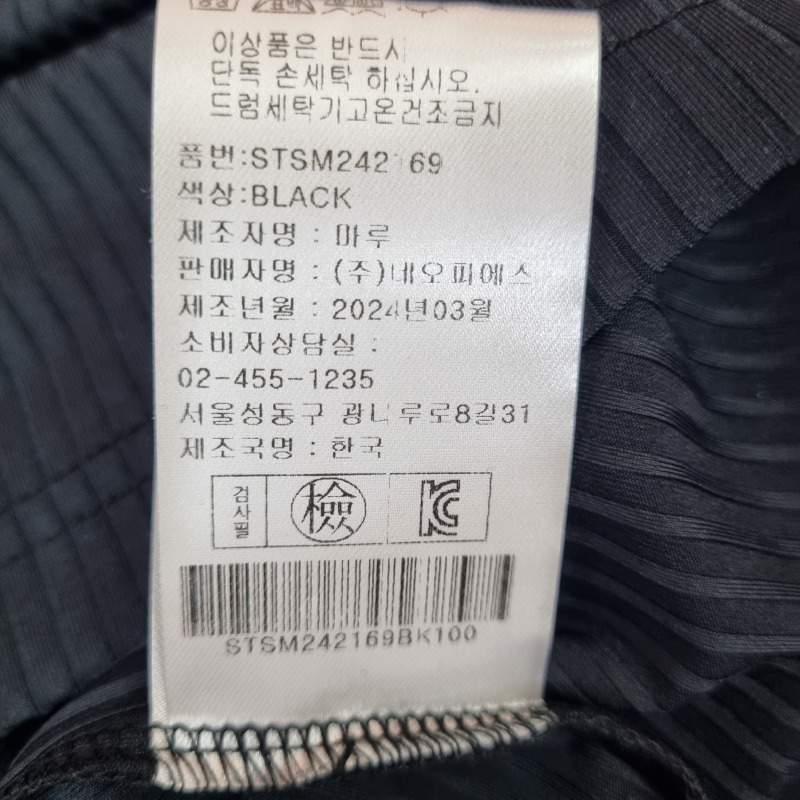 이상품은 반드시
단독 손세탁 하십시오.
드럼세탁기고온건조금지
품번:STSM242169
색상:BLACK
제조자명 : 마루
판매자명 : (주)네오피에스
제조년월 : 2024년03월
소비자상담실 :
02-455-1235
서울성동구 광나루로8길31
제조국명 : 한국
검사필 檢 KC
STSM242169BK100